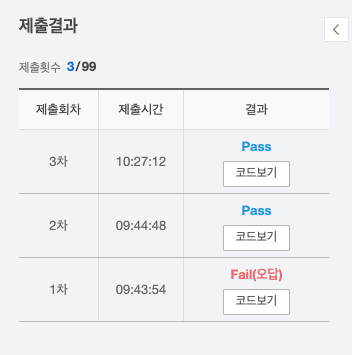 제출결과
제출횟수 3/99
제출회차 제출시간 결과
3차 10:27:12 Pass
코드보기
2차 09:44:48 Pass
코드보기
1차 09:43:54 Fail(오답)
코드보기